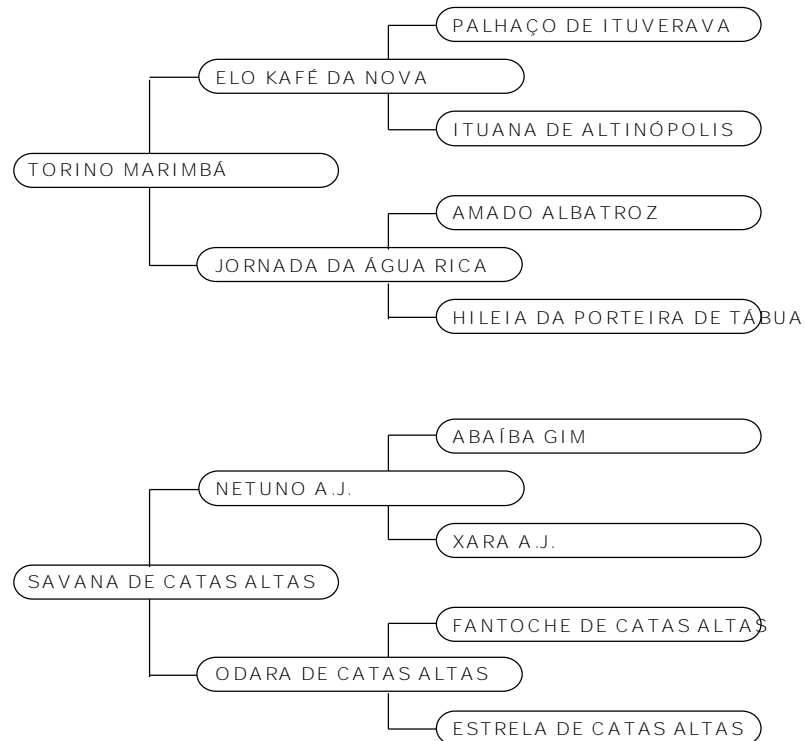 PALHAÇO DE ITUVERAVA
ELO KAFÉ DA NOVA
ITUANA DE ALTINÓPOLIS
TORINO MARIMBÁ
AMADO ALBATROZ
JORNADA DA ÁGUA RICA
HILEIA DA PORTEIRA DE TÁBUA
ABAÍBA GIM
NETUNO A.J.
XARA A.J.
SAVANA DE CATAS ALTAS
FANTOCHE DE CATAS ALTAS
ODARA DE CATAS ALTAS
ESTRELA DE CATAS ALTAS